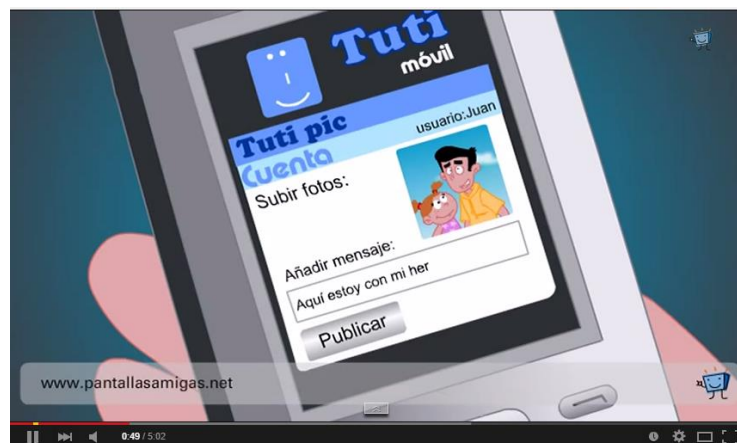 Tuti
móvil
Tuti pic
usuario:Juan
Cuenta
Subir fotos:
Añadir mensaje:
Aquí estoy con mi her
Publicar
www.pantallasamigas.net
0:49 / 5:02